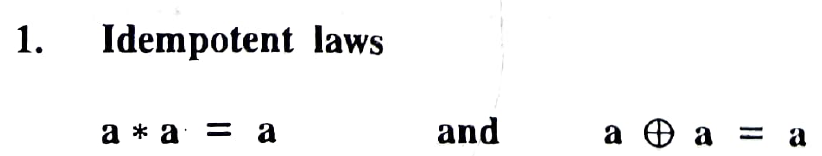 1. Idempotent laws
a * a = a and a ⊕ a = a